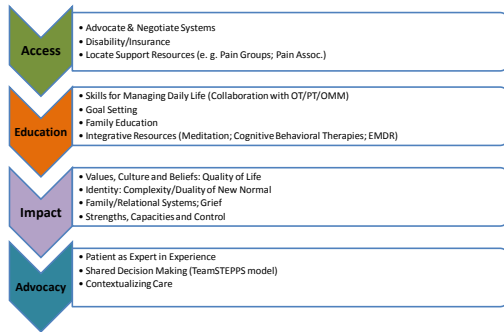 Access
• Advocate & Negotiate Systems
• Disability/Insurance
• Locate Support Resources (e. g. Pain Groups; Pain Assoc.)
Education
• Skills for Managing Daily Life (Collaboration with OT/PT/OMM)
• Goal Setting
• Family Education
• Integrative Resources (Meditation; Cognitive Behavioral Therapies; EMDR)
Impact
• Values, Culture and Beliefs: Quality of Life
• Identity: Complexity/Duality of New Normal
• Family/Relational Systems; Grief
• Strengths, Capacities and Control
Advocacy
• Patient as Expert in Experience
• Shared Decision Making (TeamSTEPPS model)
• Contextualizing Care